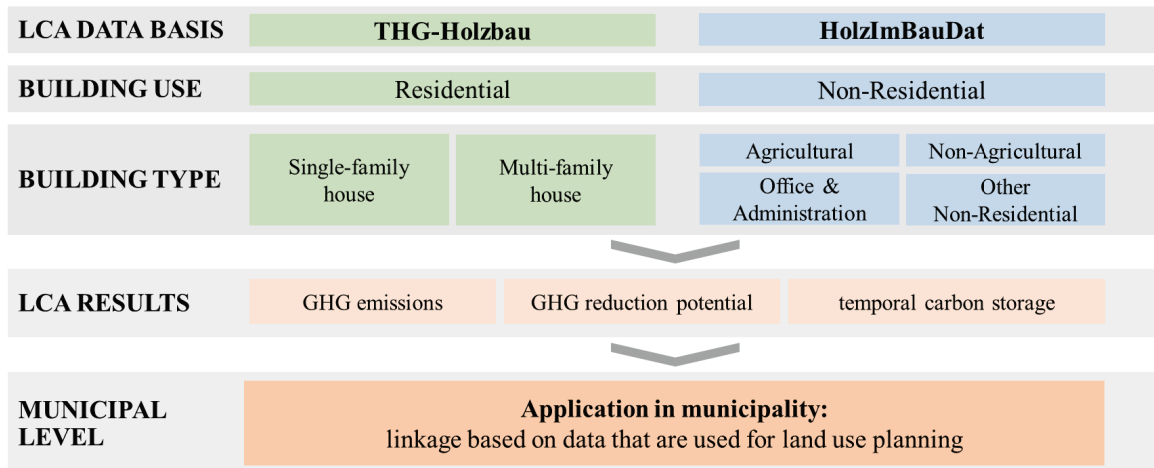 LCA DATA BASIS
THG-Holzbau
HolzImBauDat
BUILDING USE
Residential
Non-Residential
BUILDING TYPE
Single-family
house
Multi-family
house
Agricultural
Non-Agricultural
Office &
Administration
Other
Non-Residential
LCA RESULTS
GHG emissions
GHG reduction potential
temporal carbon storage
MUNICIPAL
LEVEL
Application in municipality:
linkage based on data that are used for land use planning